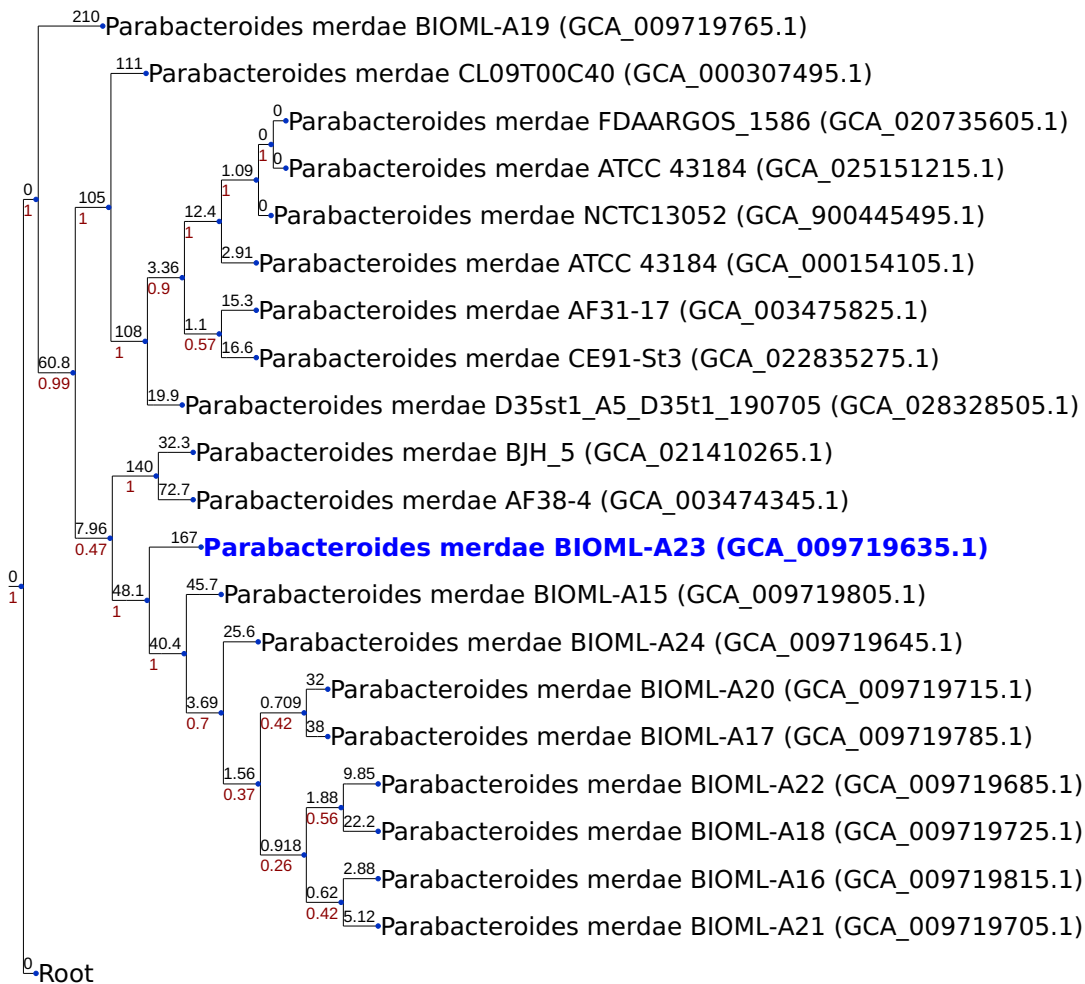 210 Parabacteroides merdae BIOML-A19 (GCA_009719765.1)
111 Parabacteroides merdae CL09T00C40 (GCA_000307495.1)
0 Parabacteroides merdae FDAARGOS_1586 (GCA_020735605.1)
0
1
0 Parabacteroides merdae ATCC 43184 (GCA_025151215.1)
1.09
1
0
1
105
1
12.4
1
0 Parabacteroides merdae NCTC13052 (GCA_900445495.1)
2.91 Parabacteroides merdae ATCC 43184 (GCA_000154105.1)
3.36
0.9
15.3 Parabacteroides merdae AF31-17 (GCA_003475825.1)
108
1
1.1
0.57
16.6 Parabacteroides merdae CE91-St3 (GCA_022835275.1)
60.8
0.99
19.9 Parabacteroides merdae D35st1_A5_D35t1_190705 (GCA_028328505.1)
32.3 Parabacteroides merdae BJH_5 (GCA_021410265.1)
140
1
72.7 Parabacteroides merdae AF38-4 (GCA_003474345.1)
7.96
0.47
167 Parabacteroides merdae BIOML-A23 (GCA_009719635.1)
0
1
48.1
1
45.7 Parabacteroides merdae BIOML-A15 (GCA_009719805.1)
40.4
1
25.6 Parabacteroides merdae BIOML-A24 (GCA_009719645.1)
32 Parabacteroides merdae BIOML-A20 (GCA_009719715.1)
3.69
0.7
0.709
0.42
38 Parabacteroides merdae BIOML-A17 (GCA_009719785.1)
1.56
0.37
9.85 Parabacteroides merdae BIOML-A22 (GCA_009719685.1)
1.88
0.56
22.2 Parabacteroides merdae BIOML-A18 (GCA_009719725.1)
0.918
0.26
2.88 Parabacteroides merdae BIOML-A16 (GCA_009719815.1)
0.62
0.42
5.12 Parabacteroides merdae BIOML-A21 (GCA_009719705.1)
0 Root